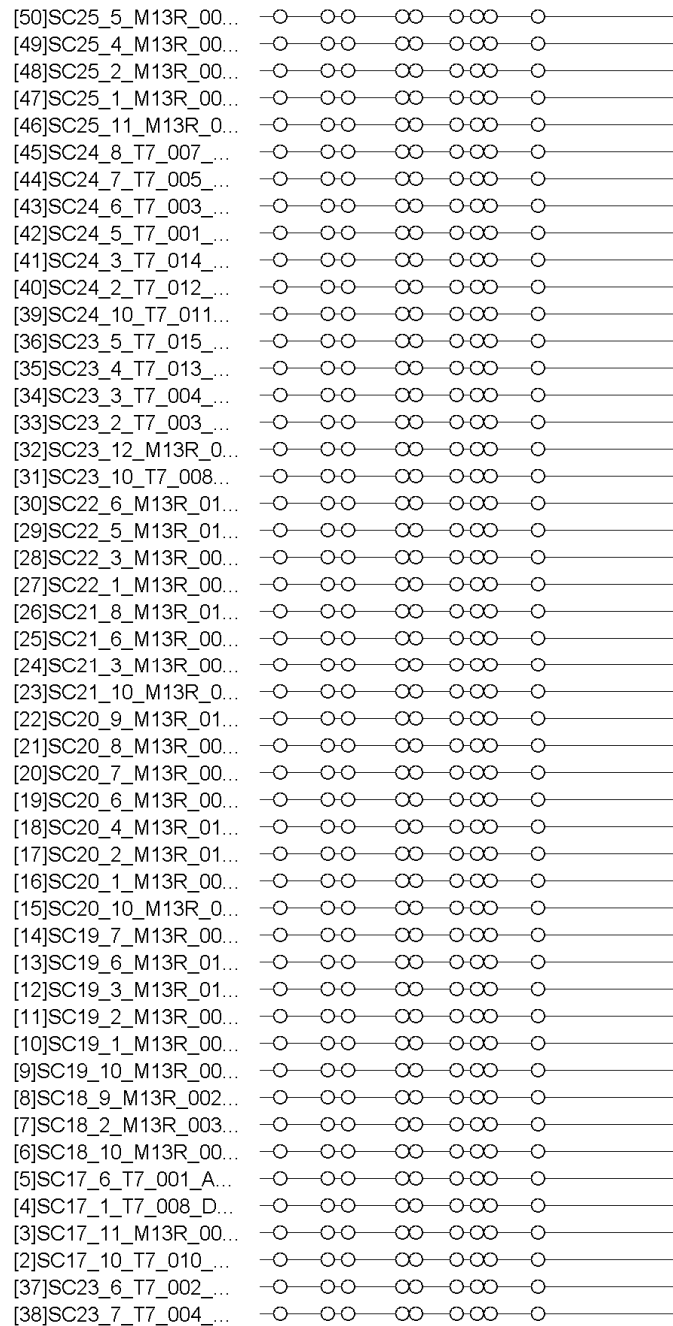 [50]SC25_5_M13R_00...
[49]SC25_4_M13R_00...
[48]SC25_2_M13R_00...
[47]SC25_1_M13R_00...
[46]SC25_11_M13R_0...
[45]SC24_8_T7_007_...
[44]SC24_7_T7_005_...
[43]SC24_6_T7_003_...
[42]SC24_5_T7_001_...
[41]SC24_3_T7_014_...
[40]SC24_2_T7_012_...
[39]SC24_10_T7_011...
[36]SC23_5_T7_015_...
[35]SC23_4_T7_013_...
[34]SC23_3_T7_004_...
[33]SC23_2_T7_003_...
[32]SC23_12_M13R_0...
[31]SC23_10_T7_008...
[30]SC22_6_M13R_01...
[29]SC22_5_M13R_01...
[28]SC22_3_M13R_00...
[27]SC22_1_M13R_00...
[26]SC21_8_M13R_01...
[25]SC21_6_M13R_00...
[24]SC21_3_M13R_00...
[23]SC21_10_M13R_0...
[22]SC20_9_M13R_01...
[21]SC20_8_M13R_00...
[20]SC20_7_M13R_00...
[19]SC20_6_M13R_00...
[18]SC20_4_M13R_01...
[17]SC20_2_M13R_01...
[16]SC20_1_M13R_00...
[15]SC20_10_M13R_0...
[14]SC19_7_M13R_00...
[13]SC19_6_M13R_01...
[12]SC19_3_M13R_01...
[11]SC19_2_M13R_00...
[10]SC19_1_M13R_00...
[9]SC19_10_M13R_00...
[8]SC18_9_M13R_002...
[7]SC18_2_M13R_003...
[6]SC18_10_M13R_00...
[5]SC17_6_T7_001_A...
[4]SC17_1_T7_008_D...
[3]SC17_11_M13R_00...
[2]SC17_10_T7_010_...
[37]SC23_6_T7_002_...
[38]SC23_7_T7_004_...